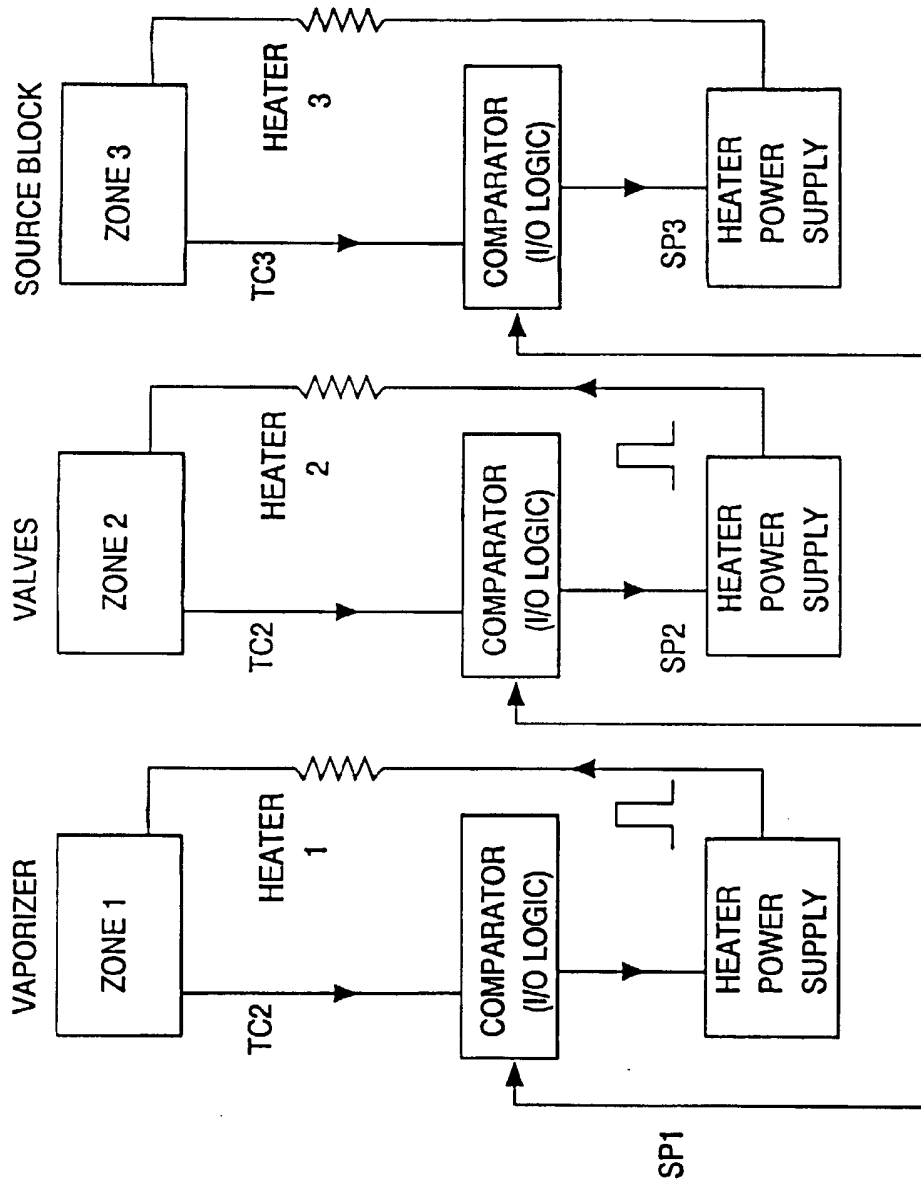 VAPORIZER
ZONE 1
TC2
HEATER
1
COMPARATOR
(I/O LOGIC)
SP1
HEATER
POWER
SUPPLY
VALVES
ZONE 2
TC2
HEATER
2
COMPARATOR
(I/O LOGIC)
SP2
HEATER
POWER
SUPPLY
SOURCE BLOCK
ZONE 3
TC3
HEATER
3
COMPARATOR
(I/O LOGIC)
SP3
HEATER
POWER
SUPPLY